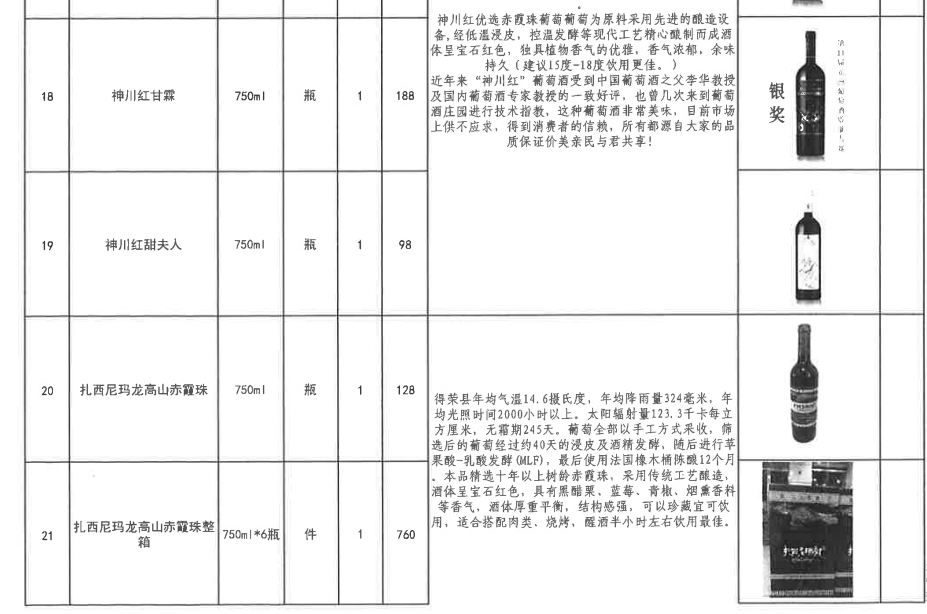 神川红优选赤霞珠葡萄葡萄为原料采用先进的酿造设
备,经低温浸皮，控温发酵等现代工艺精心酿制而成酒
体呈宝石红色，独具植物香气的优雅，香气浓郁，余味
持久（建议15度-18度饮用更佳。）
近年来“神川红”葡萄酒受到中国葡萄酒之父李华教授
及国内葡萄酒专家教授的一致好评，也曾几次来到葡萄
酒庄园进行技术指教，这种葡萄酒非常美味，目前市场
上供不应求，得到消费者的信赖，所有都源自大家的品
质保证价美亲民与君共享！
18 神川红甘霖 750ml 瓶 1 188
银奖
19 神川红甜夫人 750ml 瓶 1 98
20 扎西尼玛龙高山赤霞珠 750ml 瓶 1 128
得荣县年均气温14.6摄氏度，年均降雨量324毫米，年
均光照时间2000小时以上。太阳辐射量123.3千卡每立
方厘米，无霜期245天。葡萄全部以手工方式采收，筛
选后的葡萄经过约40天的浸皮及酒精发酵，随后进行苹
果酸-乳酸发酵(MLF)，最后使用法国橡木桶陈酿12个月
。本品精选十年以上树龄赤霞珠，采用传统工艺酿造，
酒体呈宝石红色，具有黑醋栗、蓝莓、青椒、烟熏香料
等香气，酒体厚重平衡，结构感强，可以珍藏宜可饮
用，适合搭配肉类、烧烤，醒酒半小时左右饮用最佳。
21 扎西尼玛龙高山赤霞珠整
箱 750ml*6瓶 件 1 760